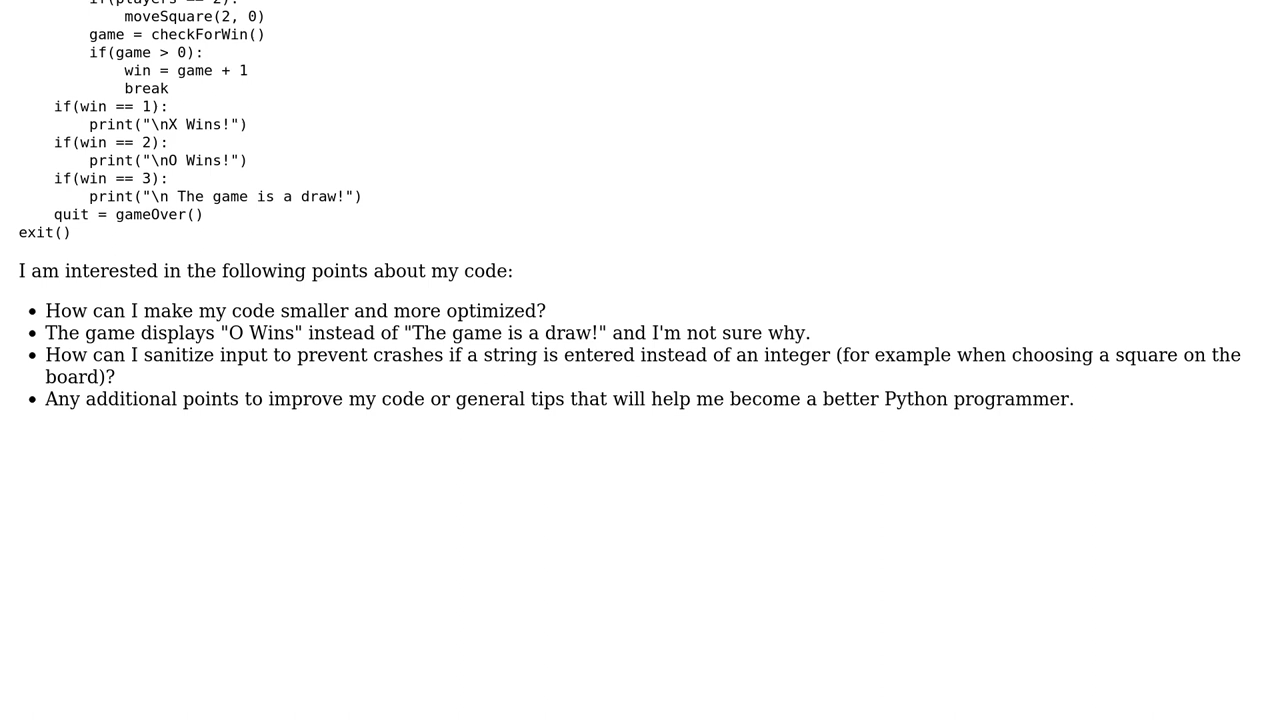 if(players == 2):
            moveSquare(2, 0)
        game = checkForWin()
        if(game > 0):
            win = game + 1
            break
    if(win == 1):
        print("\nX Wins!")
    if(win == 2):
        print("\nO Wins!")
    if(win == 3):
        print("\n The game is a draw!")
    quit = gameOver()
exit()
I am interested in the following points about my code:
• How can I make my code smaller and more optimized?
• The game displays "O Wins" instead of "The game is a draw!" and I'm not sure why.
• How can I sanitize input to prevent crashes if a string is entered instead of an integer (for example when choosing a square on the
board)?
• Any additional points to improve my code or general tips that will help me become a better Python programmer.